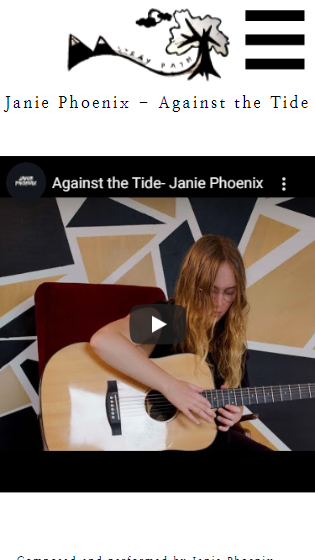 STRAY PATH
Janie Phoenix – Against the Tide
JANIE
PHOENIX
Against the Tide- Janie Phoenix
Composed and performed by Janie Phoenix